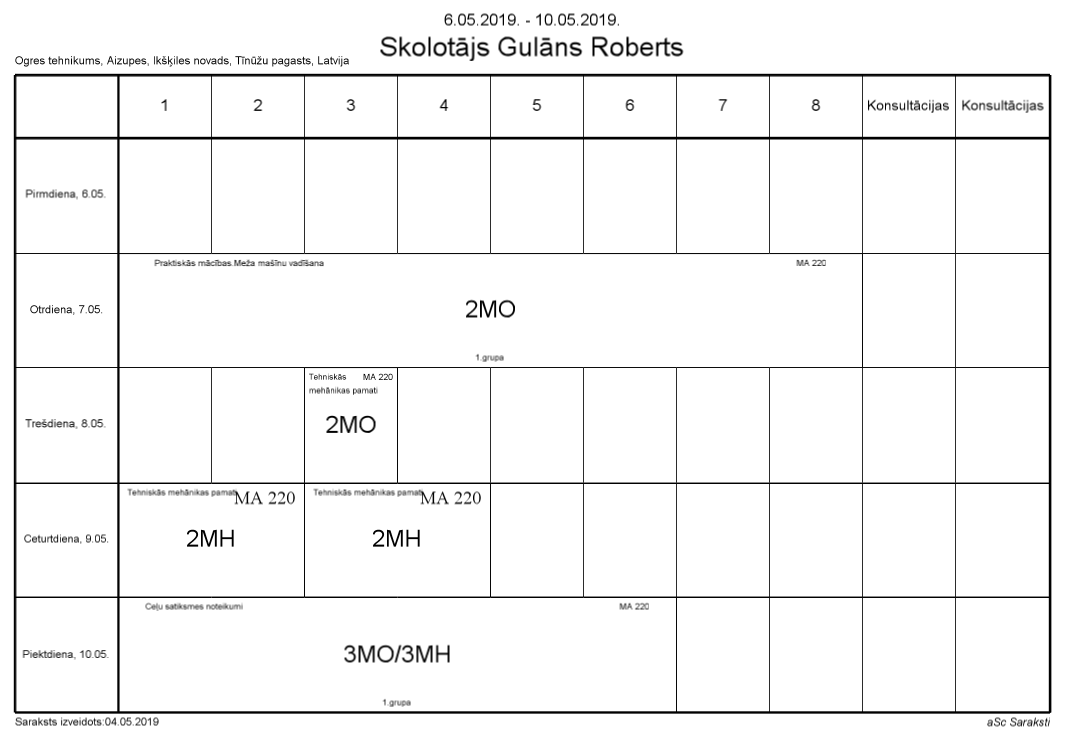 6.05.2019. - 10.05.2019.
Skolotājs Gulāns Roberts
Ogres tehnikums, Aizupes, Ikšķiles novads, Tīnūžu pagasts, Latvija
1 2 3 4 5 6 7 8 Konsultācijas Konsultācijas
Pirmdiena, 6.05.
Praktiskās mācības.Meža mašīnu vadīšana MA 220
Otrdiena, 7.05. 2MO
1.grupa
Tehniskās MA 220
mehānikas pamati
Trešdiena, 8.05. 2MO
Tehniskās mehānikas pamati MA 220 Tehniskās mehānikas pamati MA 220
Ceturtdiena, 9.05. 2MH 2MH
Ceļu satiksmes noteikumi MA 220
Piektdiena, 10.05. 3MO/3MH
1.grupa
Saraksts izveidots:04.05.2019 aSc Saraksti